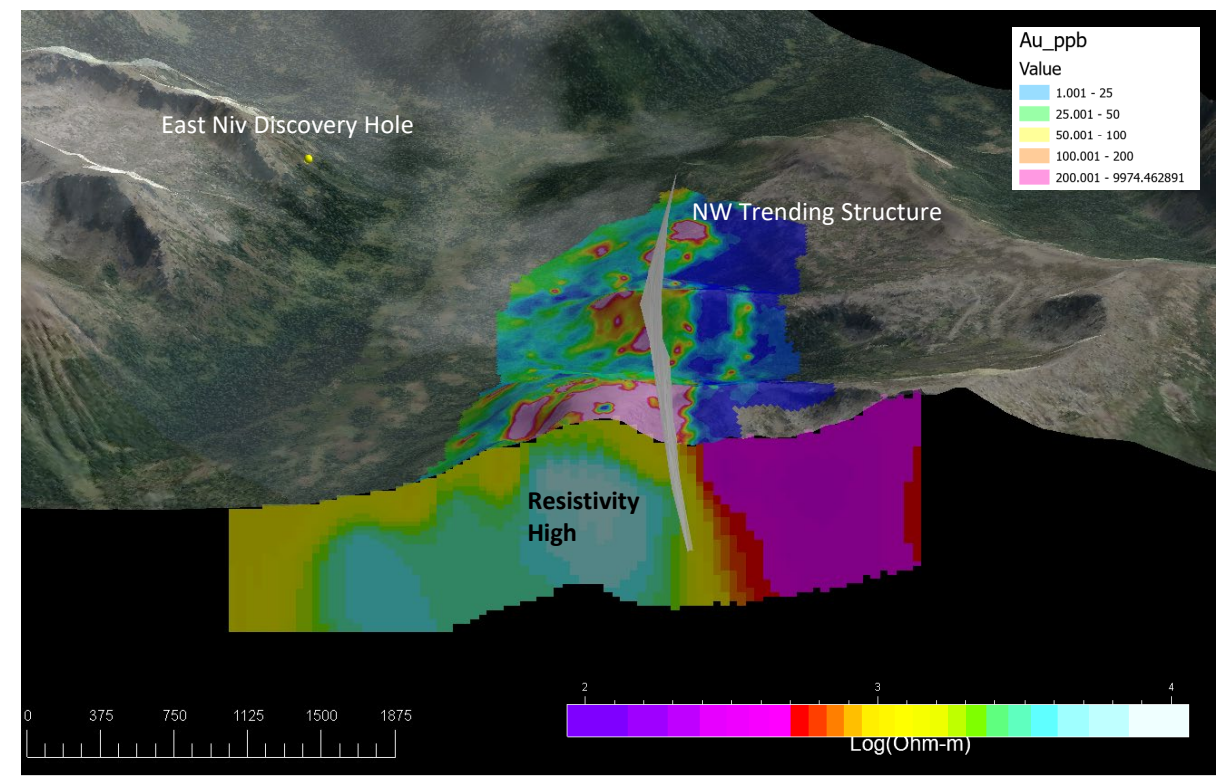 Au_ppb
Value
1.001 - 25
25.001 - 50
50.001 - 100
100.001 - 200
200.001 - 9974.462891
East Niv Discovery Hole
NW Trending Structure
Resistivity
High
0 375 750 1125 1500 1875
2 3 4
Log(Ohm-m)